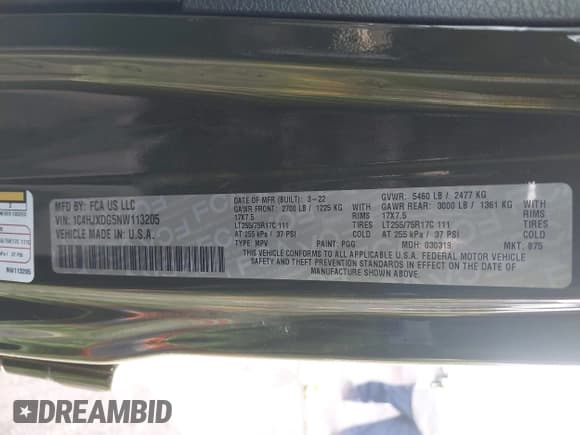 MFD BY: FCA US LLC
VIN: 1C4HJXDG5NW113205
VEHICLE MADE IN: U.S.A.
DATE OF MFR (BUILT): 3-22
GAWR FRONT: 2700 LB / 1225 KG
17X7.5
LT255/75R17C 111 TIRES
AT 255 kPa / 37 PSI COLD
TYPE: MPV PAINT: PGG
GVWR: 5460 LB / 2477 KG
GAWR REAR: 3000 LB / 1361 KG
17X7.5
LT255/75R17C 111 TIRES
AT 255 kPa / 37 PSI COLD
MDH: 030319 MKT: 875
THIS VEHICLE CONFORMS TO ALL APPLICABLE U.S.A. FEDERAL MOTOR VEHICLE
SAFETY, BUMPER, AND THEFT PREVENTION STANDARDS IN EFFECT ON THE DATE OF
MANUFACTURE SHOWN ABOVE.
NW113205
DREAMBID